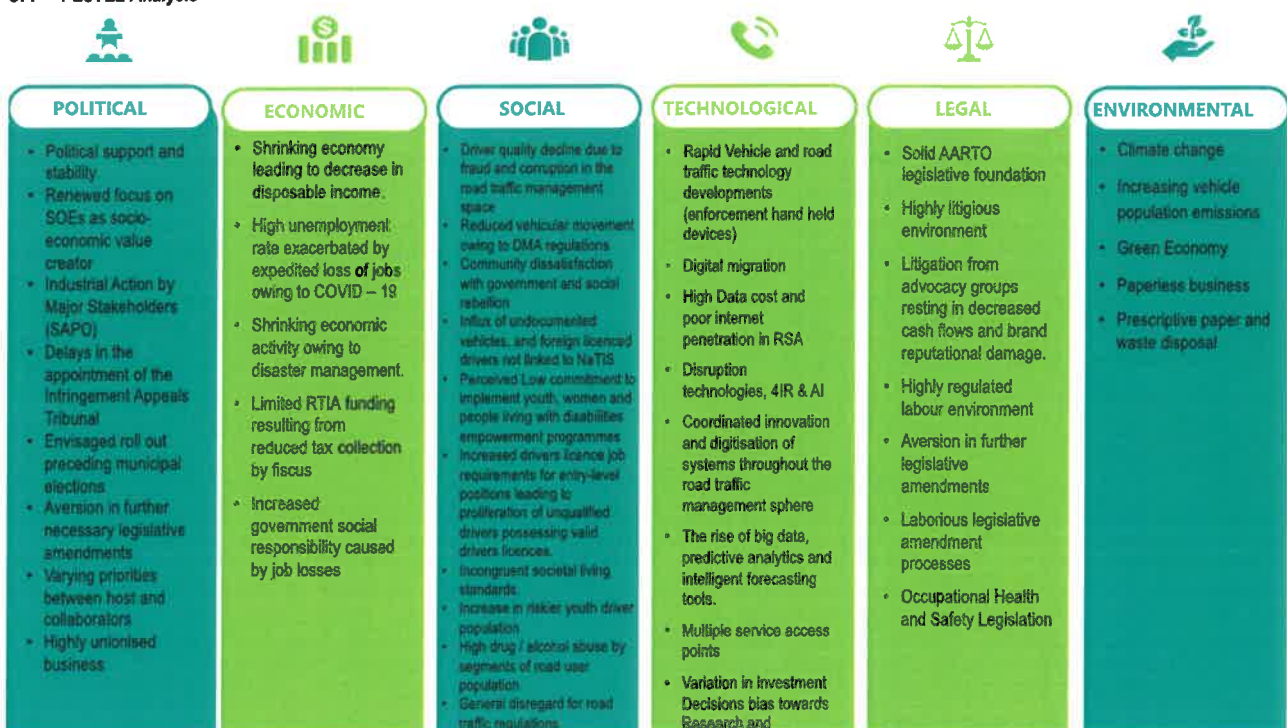 POLITICAL
• Political support and
stability
• Renewed focus on
SOEs as socio-
economic value
creator
• Industrial Action by
Major Stakeholders
(SAPO)
• Delays in the
appointment of the
Infringement Appeals
Tribunal
• Envisaged roll out
preceding municipal
elections
• Aversion in further
necessary legislative
amendments
• Varying priorities
between host and
collaborators
• Highly unionised
business
ECONOMIC
• Shrinking economy
leading to decrease in
disposable income.
• High unemployment
rate exacerbated by
expedited loss of jobs
owing to COVID – 19
• Shrinking economic
activity owing to
disaster management.
• Limited RTIA funding
resulting from
reduced tax collection
by fiscus
• Increased
government social
responsibility caused
by job losses
SOCIAL
• Driver quality decline due to
fraud and corruption in the
road traffic management
space
• Reduced vehicular movement
owing to DMA regulations
• Community dissatisfaction
with government and social
rebellion
• Influx of undocumented
vehicles, and foreign licenced
drivers not linked to NaTIS
• Perceived Low commitment to
implement youth, women and
people living with disabilities
empowerment programmes
• Increased drivers licence job
requirements for entry-level
positions leading to
proliferation of unqualified
drivers possessing valid
drivers licences.
• Incongruent societal living
standards.
• Increase in riskier youth driver
population
• High drug / alcohol abuse by
segments of road user
population
• General disregard for road
traffic regulations
TECHNOLOGICAL
• Rapid Vehicle and road
traffic technology
developments
(enforcement hand held
devices)
• Digital migration
• High Data cost and
poor internet
penetration in RSA
• Disruption
technologies, 4IR & AI
• Coordinated innovation
and digitisation of
systems throughout the
road traffic
management sphere
• The rise of big data,
predictive analytics and
intelligent forecasting
tools.
• Multiple service access
points
• Variation in Investment
Decisions bias towards
Research and
LEGAL
• Solid AARTO
legislative foundation
• Highly litigious
environment
• Litigation from
advocacy groups
resting in decreased
cash flows and brand
reputational damage.
• Highly regulated
labour environment
• Aversion in further
legislative
amendments
• Laborious legislative
amendment
processes
• Occupational Health
and Safety Legislation
ENVIRONMENTAL
• Climate change
• Increasing vehicle
population emissions
• Green Economy
• Paperless business
• Prescriptive paper and
waste disposal